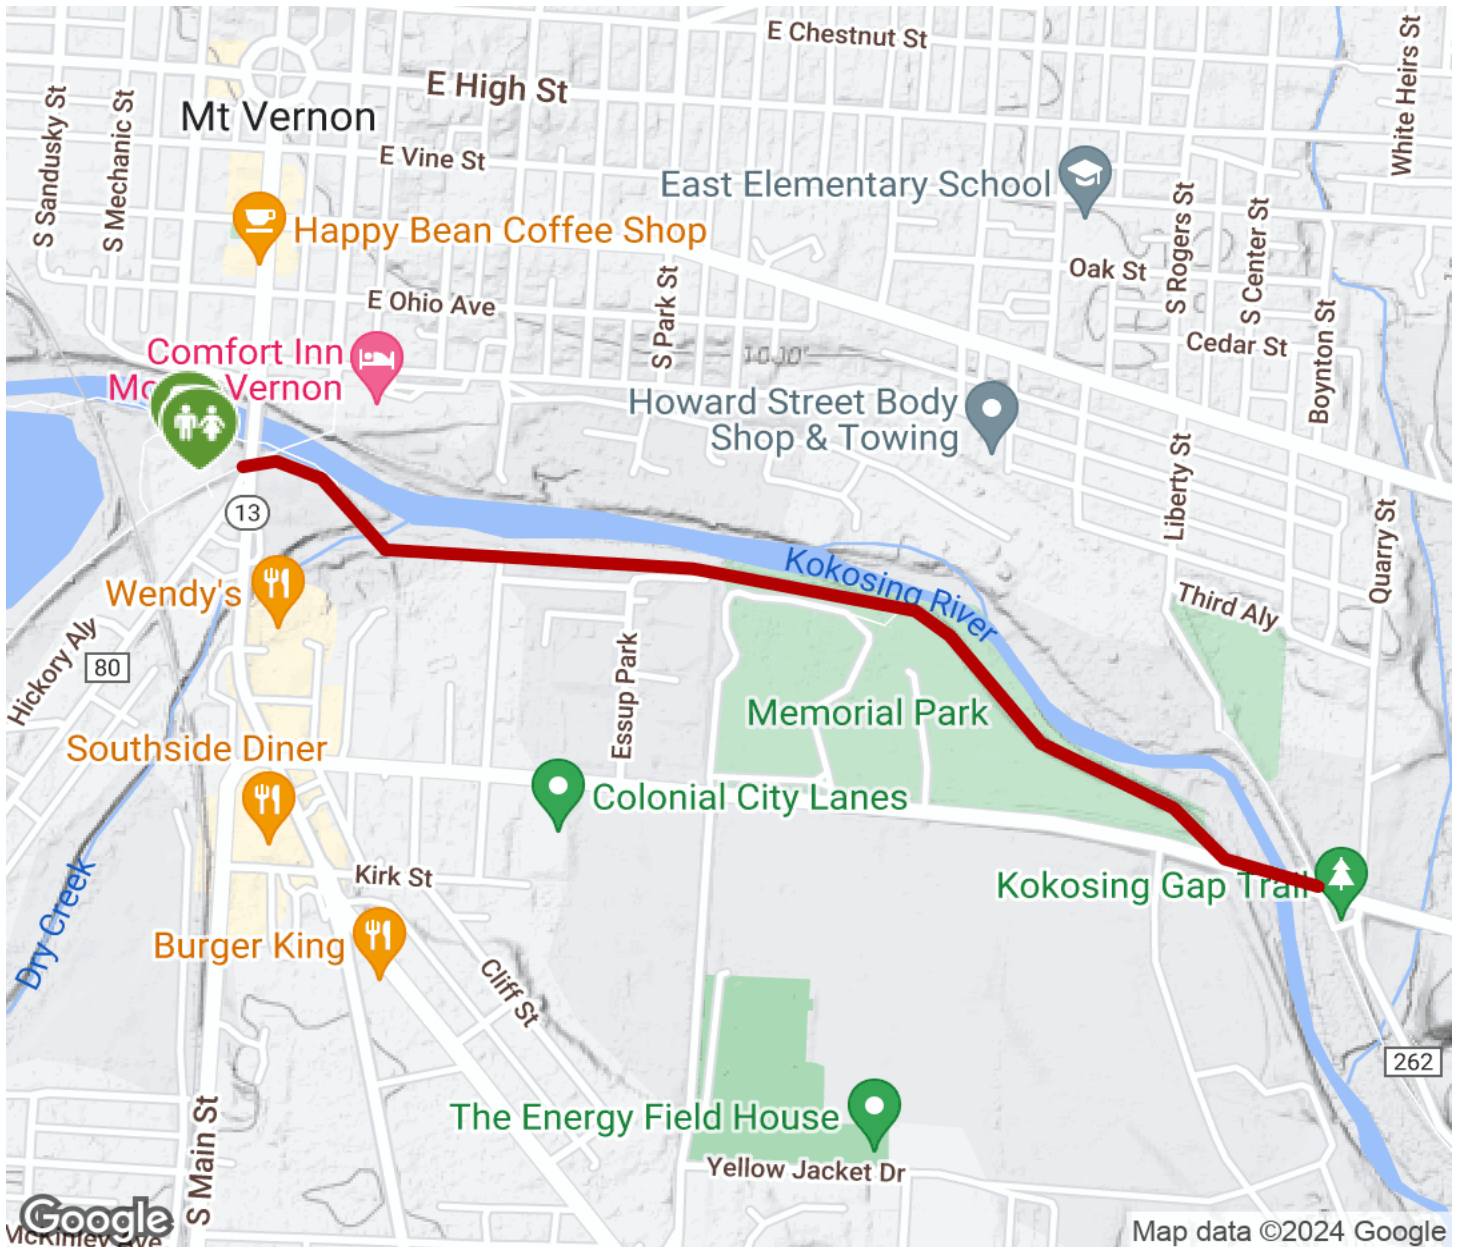 E Chestnut St
White Heirs St
E High St
S Sandusky St
S Mechanic St
Mt Vernon
E Vine St
East Elementary School
S Rogers St
S Center St
Happy Bean Coffee Shop
Oak St
E Ohio Ave
S Park St
Boynton St
Cedar St
1010'
Comfort Inn
Mo Vernon
Howard Street Body
Shop & Towing
Liberty St
Quarry St
13
Kokosing River
Wendy's
Third Aly
Hickory Aly
80
Essup Park
Memorial Park
Southside Diner
Colonial City Lanes
Kirk St
Kokosing Gap Trail
Dry Creek
Burger King
Cliff St
262
The Energy Field House
S Main St
Yellow Jacket Dr
Google
McKinley Ave
Map data ©2024 Google